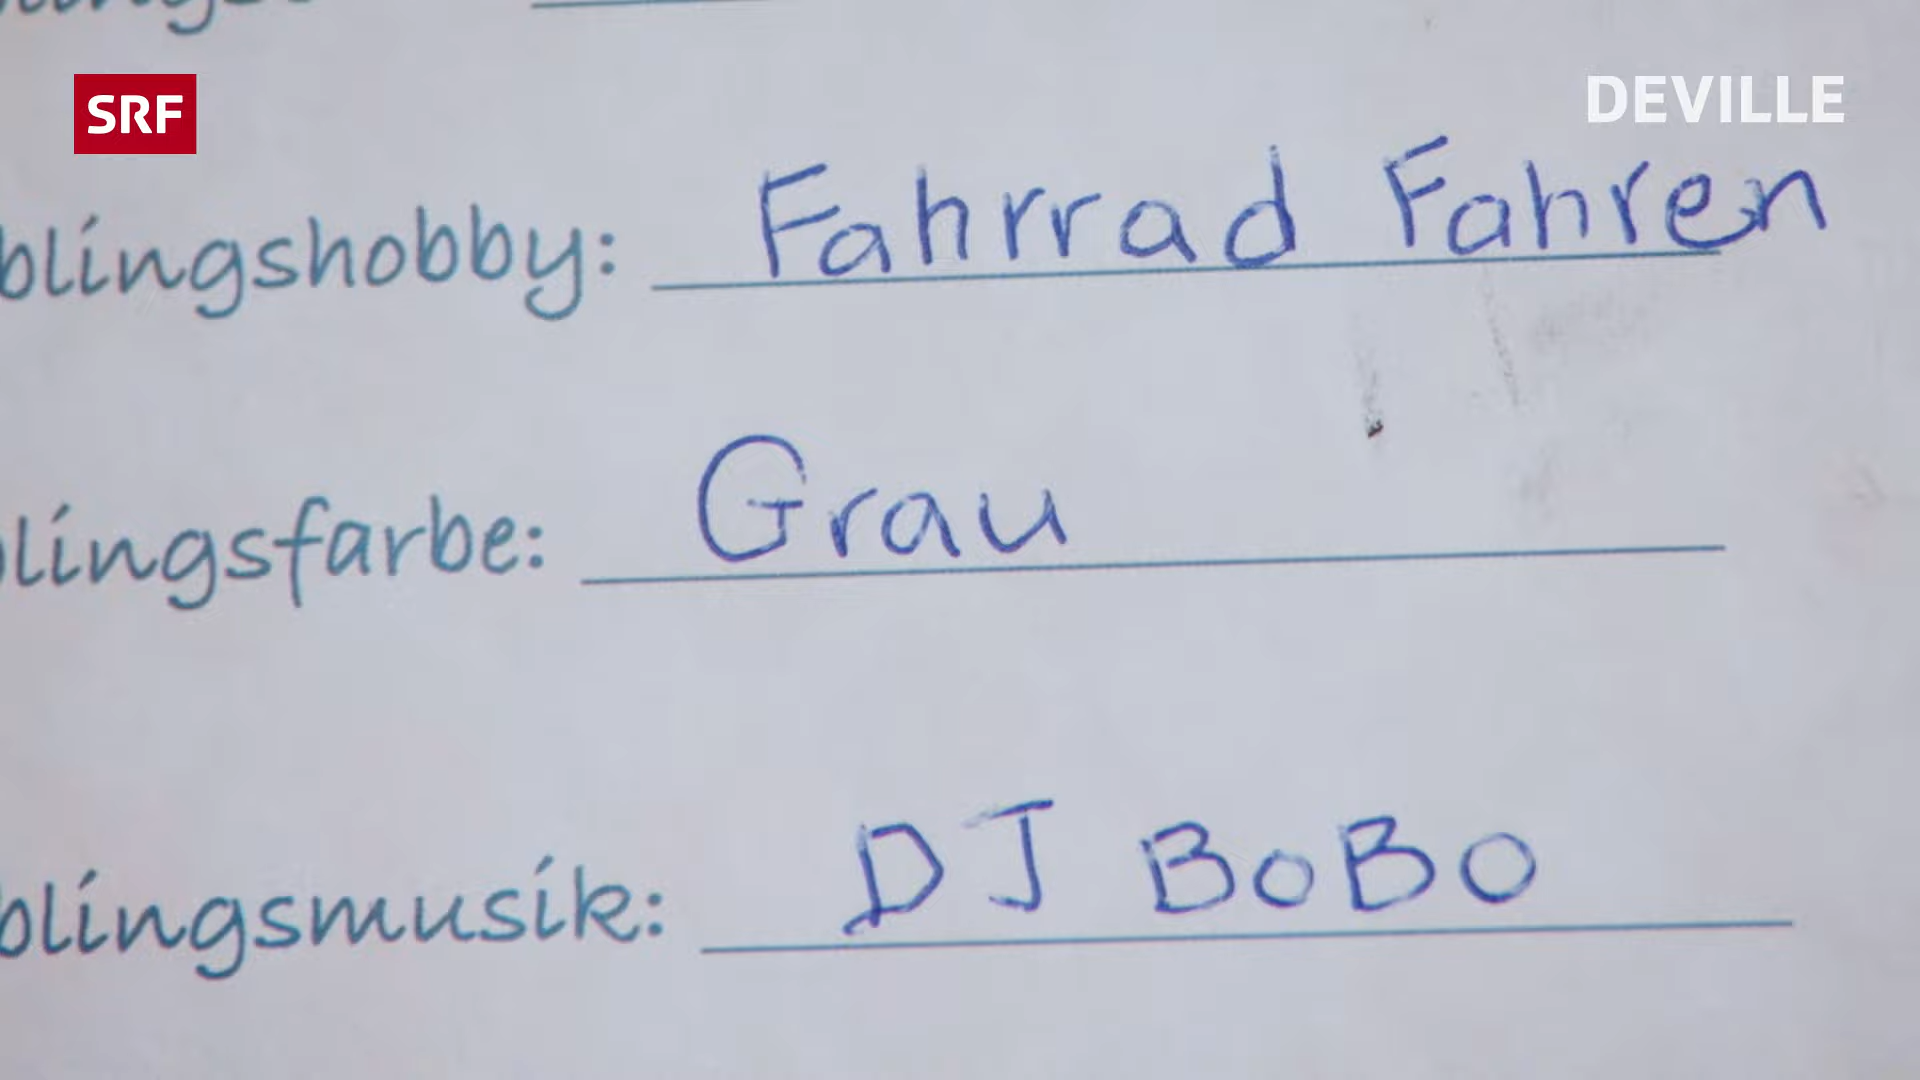 SRF
DEVILLE
blingshobby: Fahrrad Fahren
lingsfarbe: Grau
blingsmusik: DJ BoBo